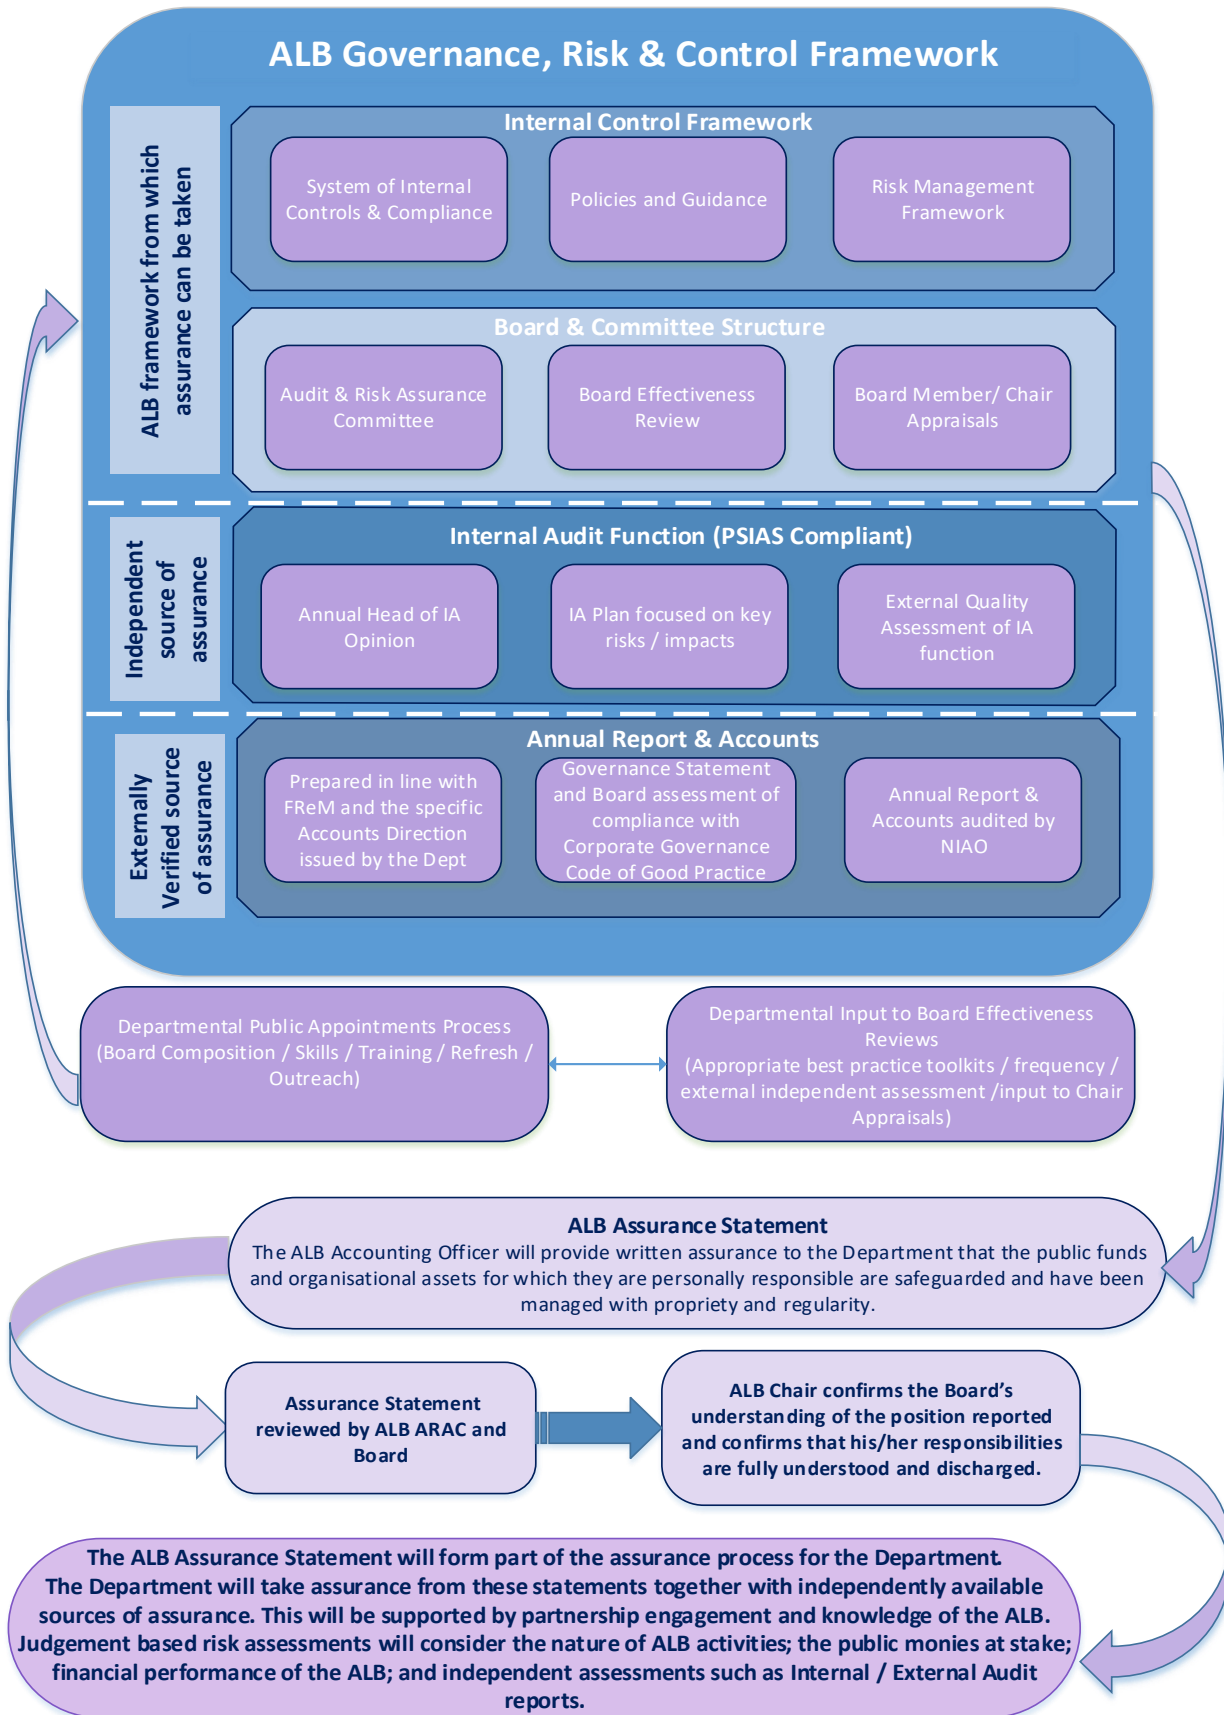 ALB Governance, Risk & Control Framework
ALB framework from which
assurance can be taken
Internal Control Framework
System of Internal
Controls & Compliance
Policies and Guidance
Risk Management
Framework
Board & Committee Structure
Audit & Risk Assurance
Committee
Board Effectiveness
Review
Board Member/ Chair
Appraisals
Independent
source of
assurance
Internal Audit Function (PSIAS Compliant)
Annual Head of IA
Opinion
IA Plan focused on key
risks / impacts
External Quality
Assessment of IA
function
Externally
Verified source
of assurance
Annual Report & Accounts
Prepared in line with
FReM and the specific
Accounts Direction
issued by the Dept
Governance Statement
and Board assessment of
compliance with
Corporate Governance
Code of Good Practice
Annual Report &
Accounts audited by
NIAO
Departmental Public Appointments Process
(Board Composition / Skills / Training / Refresh /
Outreach)
Departmental Input to Board Effectiveness
Reviews
(Appropriate best practice toolkits / frequency /
external independent assessment /input to Chair
Appraisals)
ALB Assurance Statement
The ALB Accounting Officer will provide written assurance to the Department that the public funds
and organisational assets for which they are personally responsible are safeguarded and have been
managed with propriety and regularity.
Assurance Statement
reviewed by ALB ARAC and
Board
ALB Chair confirms the Board's
understanding of the position reported
and confirms that his/her responsibilities
are fully understood and discharged.
The ALB Assurance Statement will form part of the assurance process for the Department.
The Department will take assurance from these statements together with independently available
sources of assurance. This will be supported by partnership engagement and knowledge of the ALB.
Judgement based risk assessments will consider the nature of ALB activities; the public monies at stake;
financial performance of the ALB; and independent assessments such as Internal / External Audit
reports.